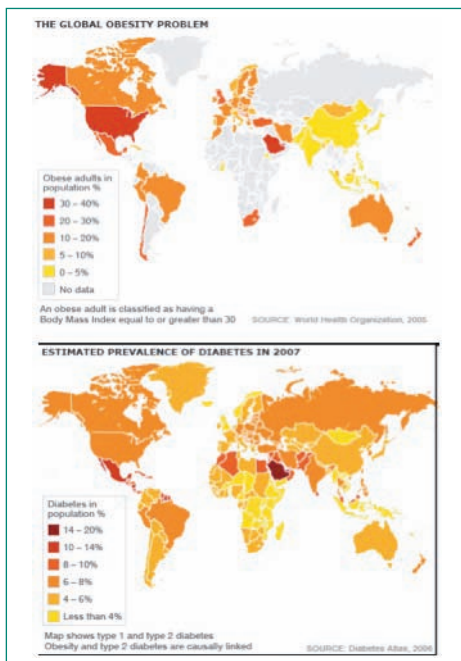 THE GLOBAL OBESITY PROBLEM
Obese adults in
population %
30 – 40%
20 – 30%
10 – 20%
5 – 10%
0 – 5%
No data
An obese adult is classified as having a
Body Mass Index equal to or greater than 30
SOURCE: World Health Organization, 2005
ESTIMATED PREVALENCE OF DIABETES IN 2007
Diabetes in
population %
14 – 20%
10 – 14%
8 – 10%
6 – 8%
4 – 6%
Less than 4%
Map shows type 1 and type 2 diabetes
Obesity and type 2 diabetes are causally linked
SOURCE: Diabetes Atlas, 2006